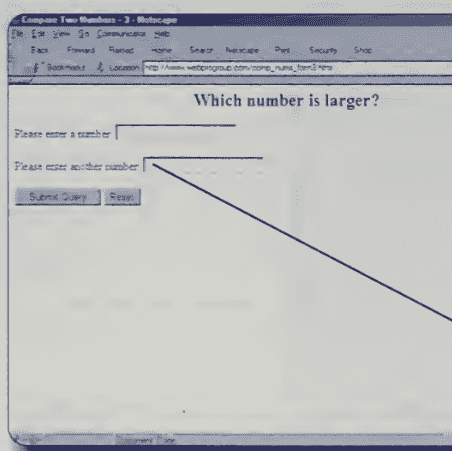 Compare Two Numbers - 3 - Netscape
File Edit View Go Communicator Help
Back Forward Reload Home Search Netscape Print Security Shop
Bookmarks Location http://www.webprogroup.com/comp_nums_form3.htm
Which number is larger?
Please enter a number
Please enter another number
Submit Query Reset
Document: Done